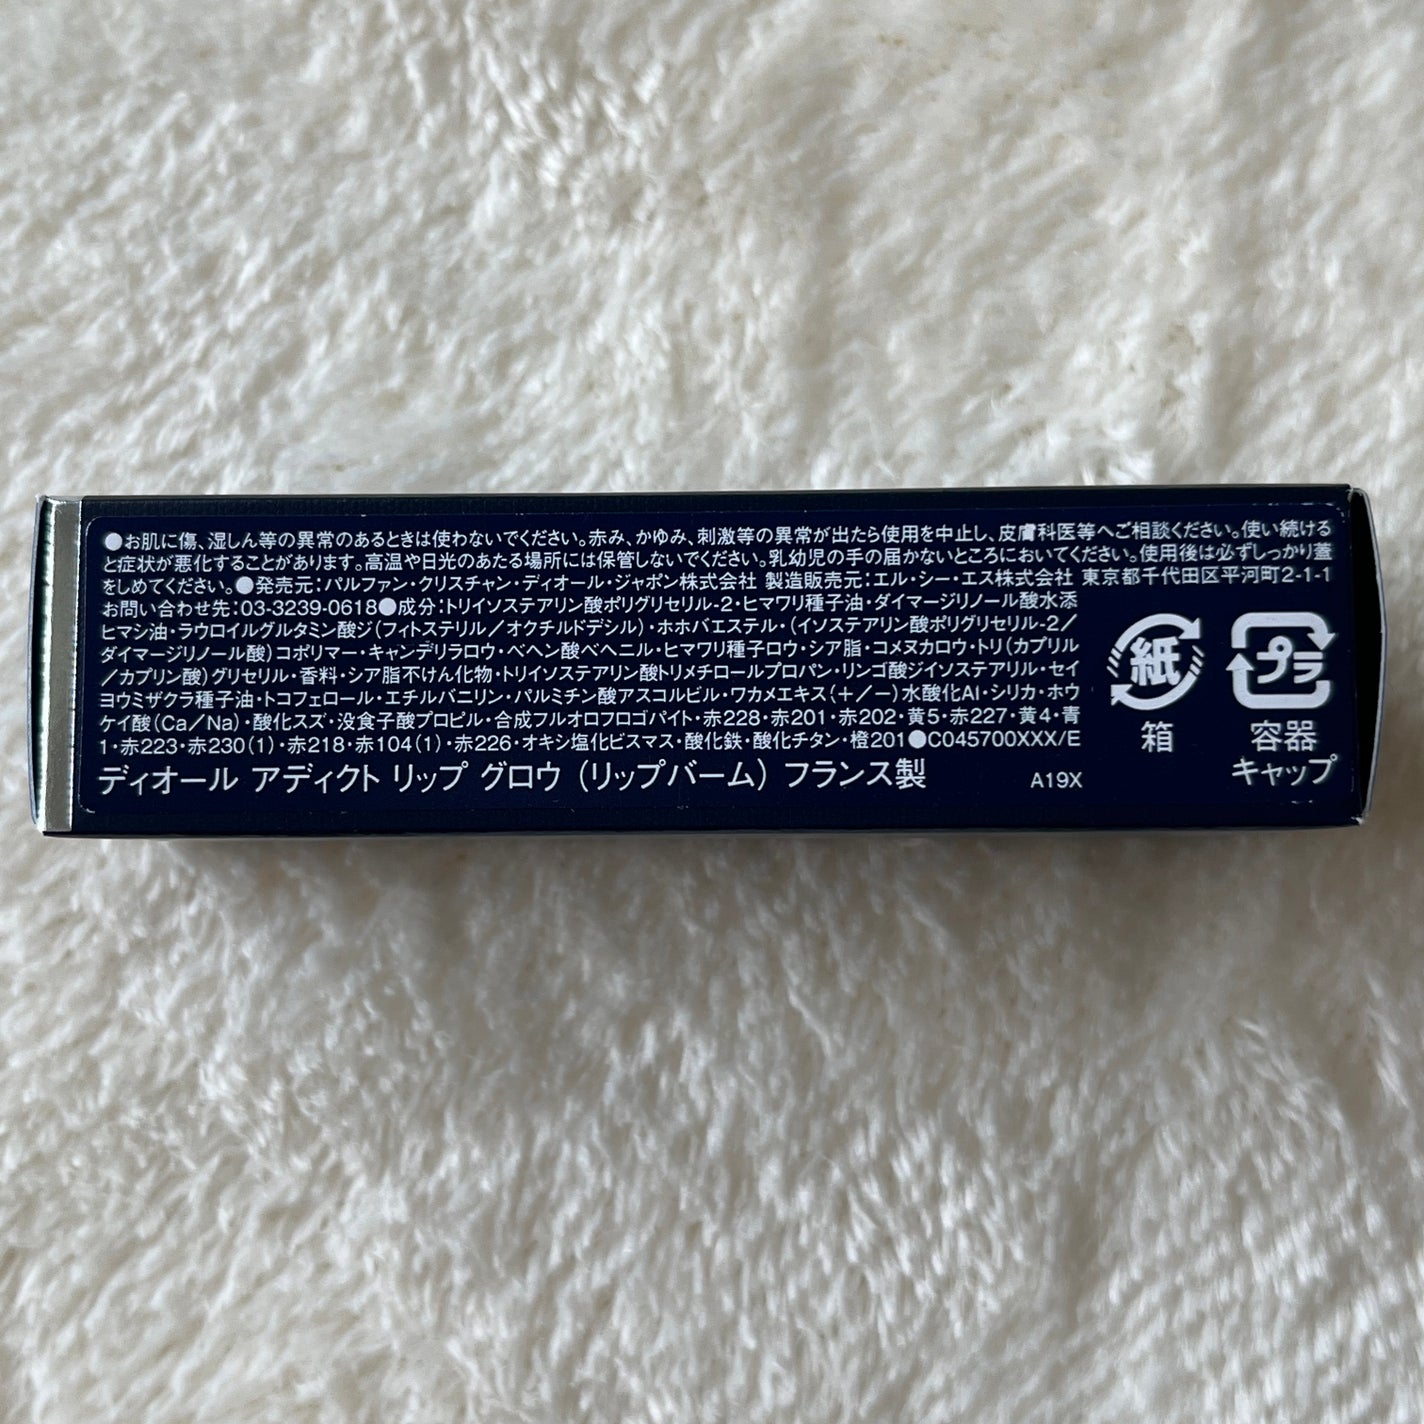 ●お肌に傷、湿しん等の異常のあるときは使わないでください。赤み、かゆみ、刺激等の異常が出たら使用を中止し、皮膚科医等へご相談ください。使い続ける
と症状が悪化することがあります。高温や日光のあたる場所には保管しないでください。乳幼児の手の届かないところにおいてください。使用後は必ずしっかり蓋
をしめてください。●発売元：パルファン・クリスチャン・ディオール・ジャポン株式会社 製造販売元：エル・シー・エス株式会社 東京都千代田区平河町2-1-1
お問い合わせ先：03-3239-0618●成分：トリイソステアリン酸ポリグリセリル-2・ヒマワリ種子油・ダイマージリノール酸水添
ヒマシ油・ラウロイルグルタミン酸ジ（フィトステリル／オクチルドデシル）・ホホバエステル・（イソステアリン酸ポリグリセリル-2／
ダイマージリノール酸）コポリマー・キャンデリラロウ・ベヘン酸ベヘニル・ヒマワリ種子ロウ・シア脂・コメヌカロウ・トリ（カプリル
／カプリン酸）グリセリル・香料・シア脂不けん化物・トリイソステアリン酸トリメチロールプロパン・リンゴ酸ジイソステアリル・セイ
ヨウミザクラ種子油・トコフェロール・エチルバニリン・パルミチン酸アスコルビル・ワカメエキス（＋／－）水酸化Al・シリカ・ホウ
ケイ酸（Ca／Na）・酸化スズ・没食子酸プロピル・合成フルオロフロゴパイト・赤228・赤201・赤202・黄5・赤227・黄4・青
1・赤223・赤230（1）・赤218・赤104（1）・赤226・オキシ塩化ビスマス・酸化鉄・酸化チタン・橙201●C045700XXX/E
ディオール アディクト リップ グロウ（リップバーム）フランス製
A19X
紙
箱
プラ
容器
キャップ